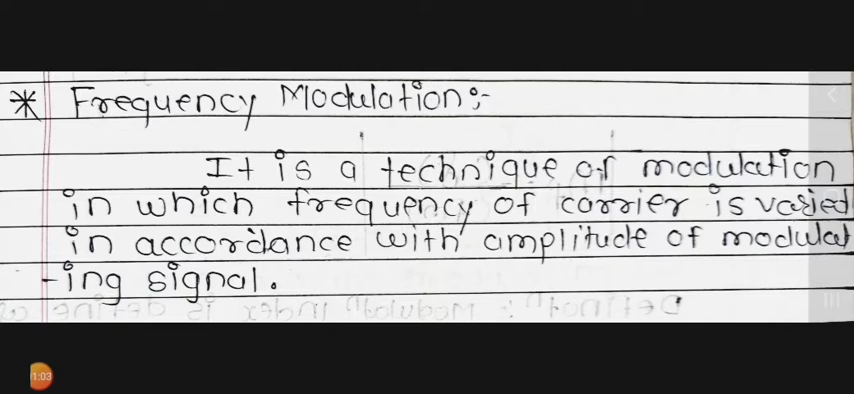 * Frequency Modulation:-
It is a technique of modulation
in which frequency of carrier is varied
in accordance with amplitude of modulat
-ing signal.
1:03